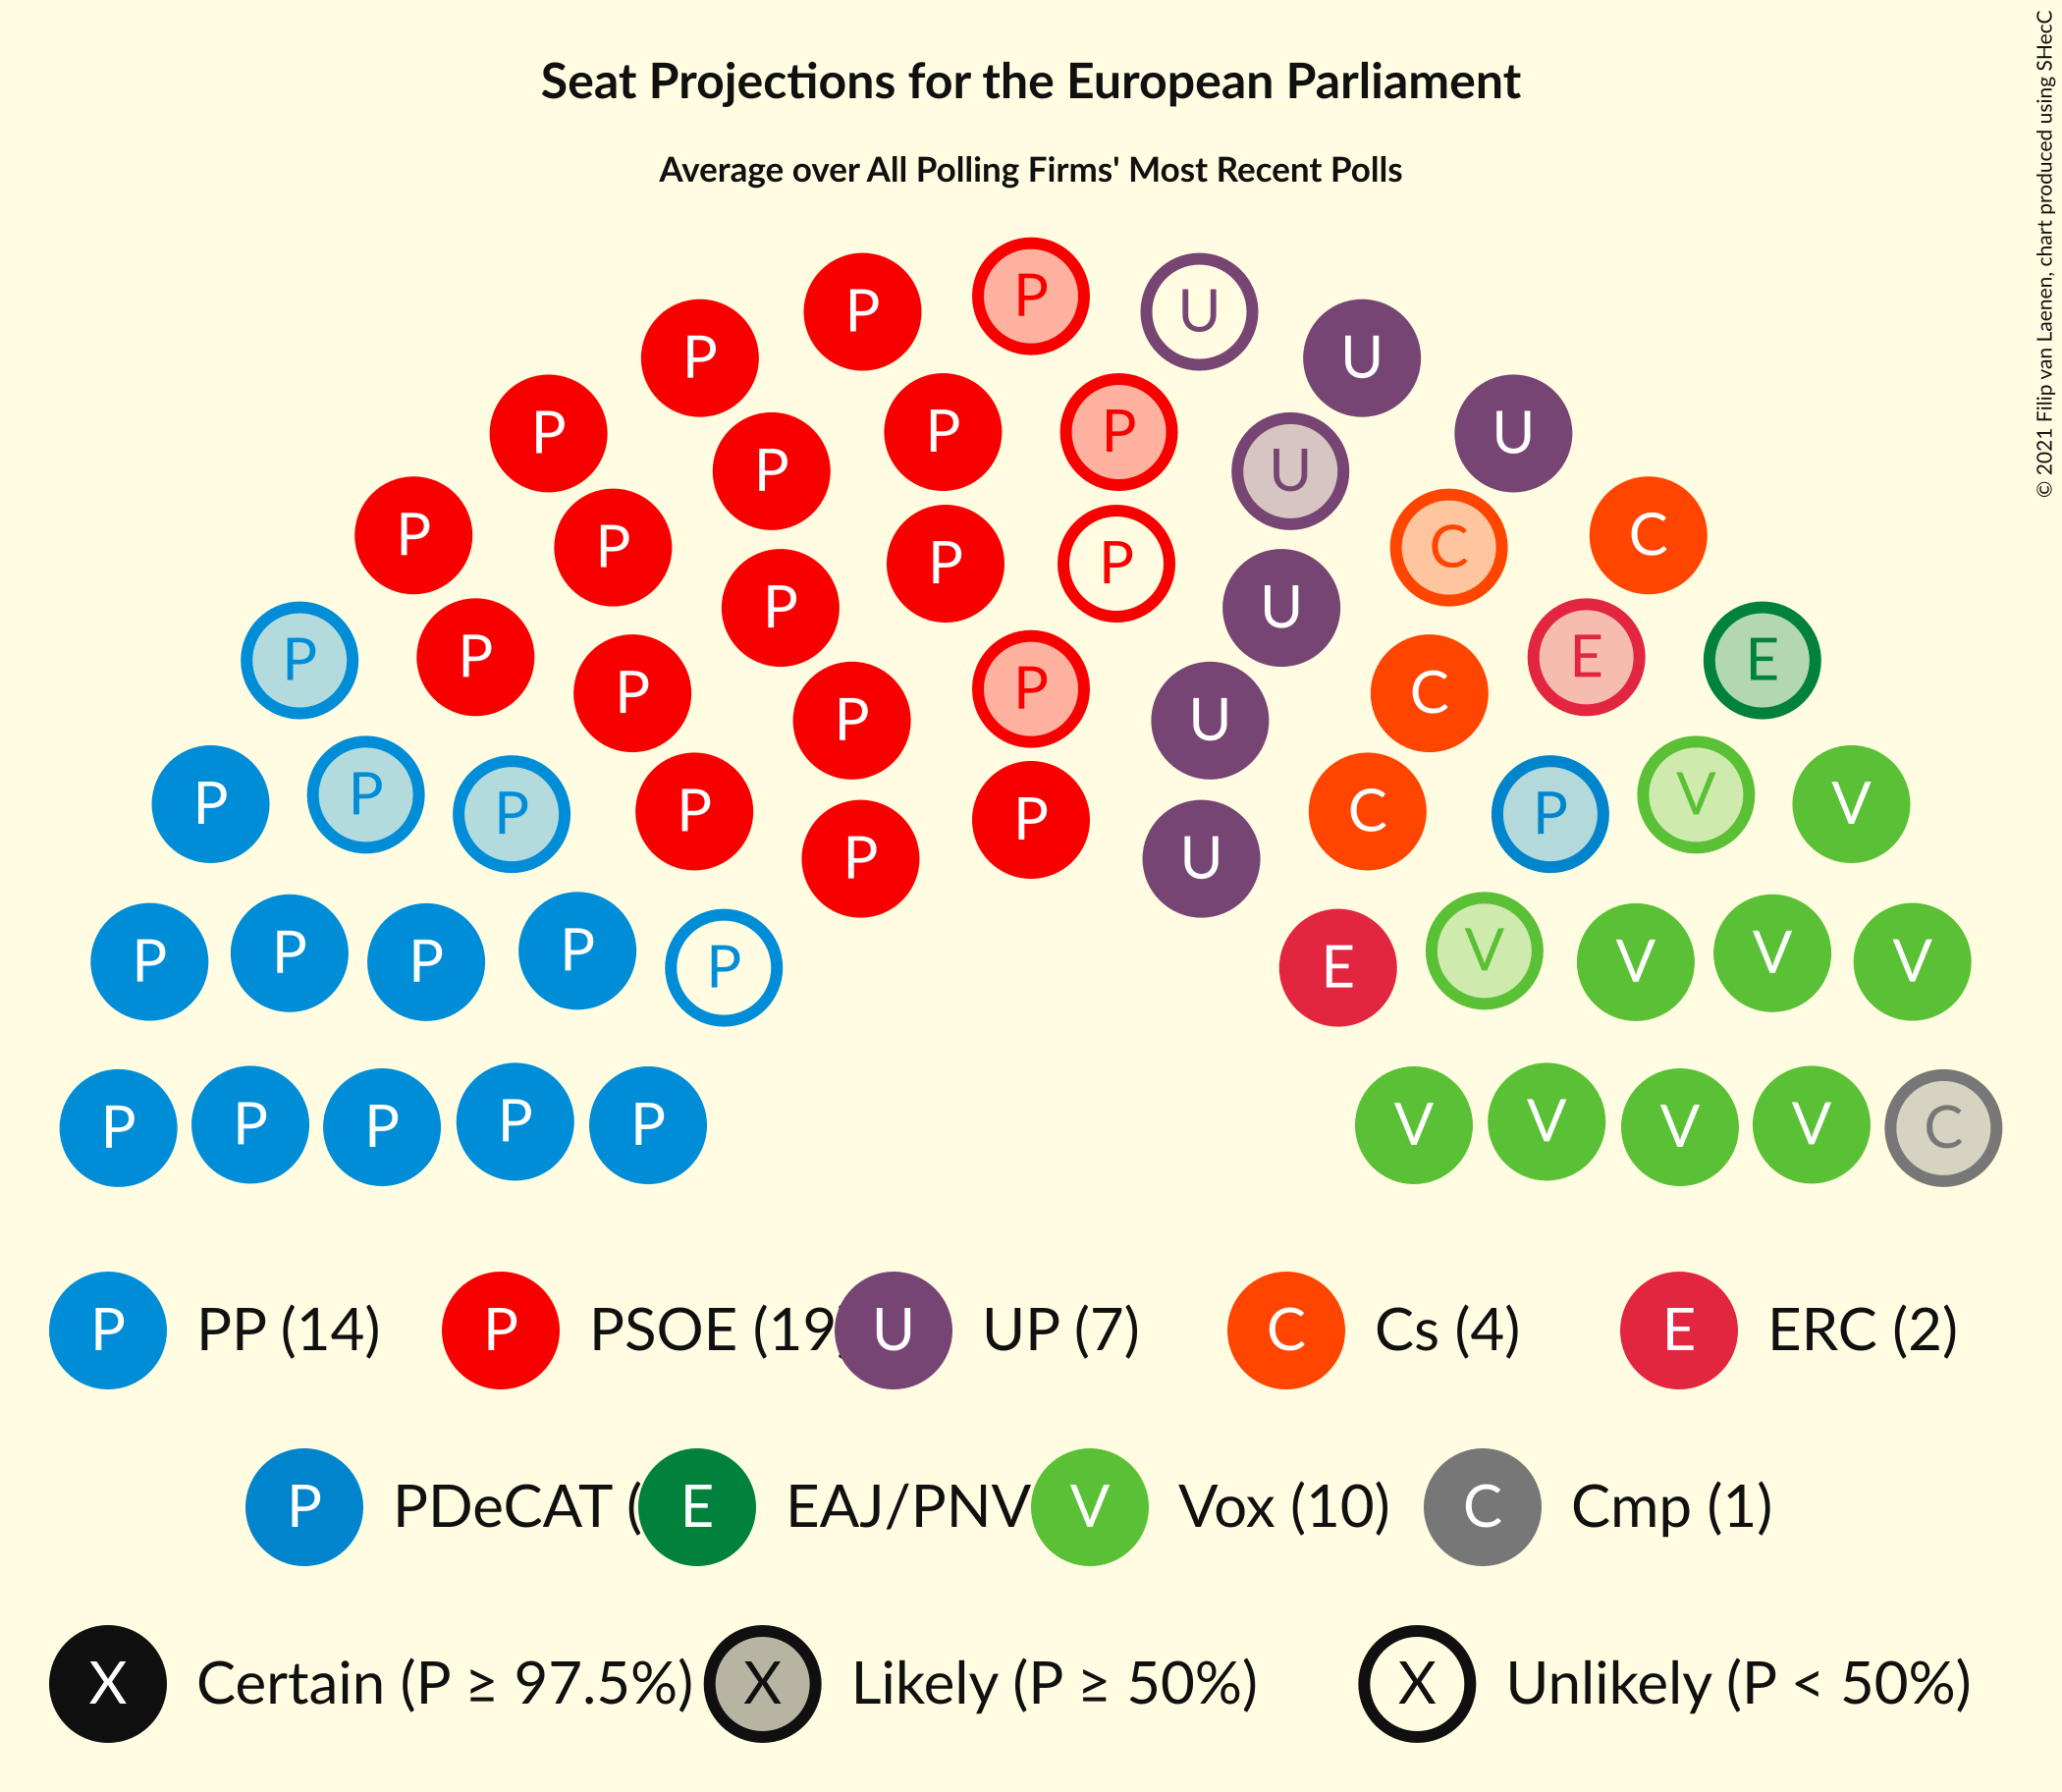 Seat Projections for the European Parliament
Average over All Polling Firms' Most Recent Polls
© 2021 Filip van Laenen, chart produced using SHecC
P
P U
P U
P P P U
P U
P P C C
P P
P U
P P E E
P P C
P U
P P P P P C P V V
P U
P P P P P E V V V V
P P P P P V V V V C
P PP (14) P PSOE (19 U UP (7) C Cs (4) E ERC (2)
P PDeCAT ( E EAJ/PNV V Vox (10) C Cmp (1)
X Certain (P ≥ 97.5%) X Likely (P ≥ 50%) X Unlikely (P < 50%)